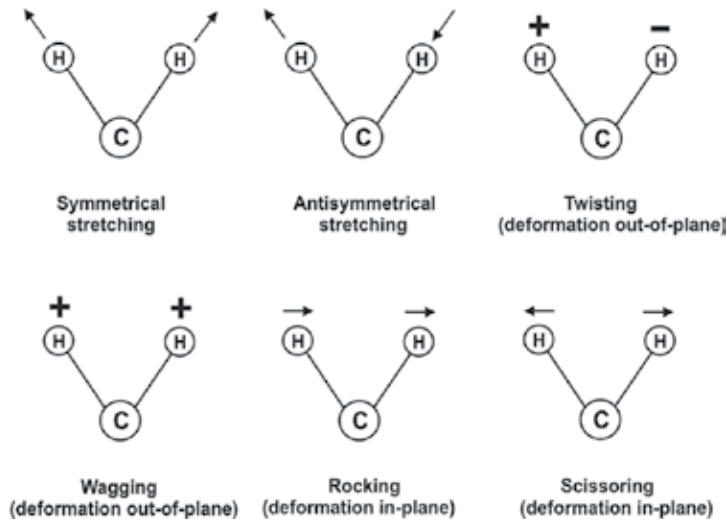 + −
H H H H H H
C C C
Symmetrical stretching
Antisymmetrical stretching
Twisting
(deformation out-of-plane)
+ +
H H H H H H
C C C
Wagging
(deformation out-of-plane)
Rocking
(deformation in-plane)
Scissoring
(deformation in-plane)